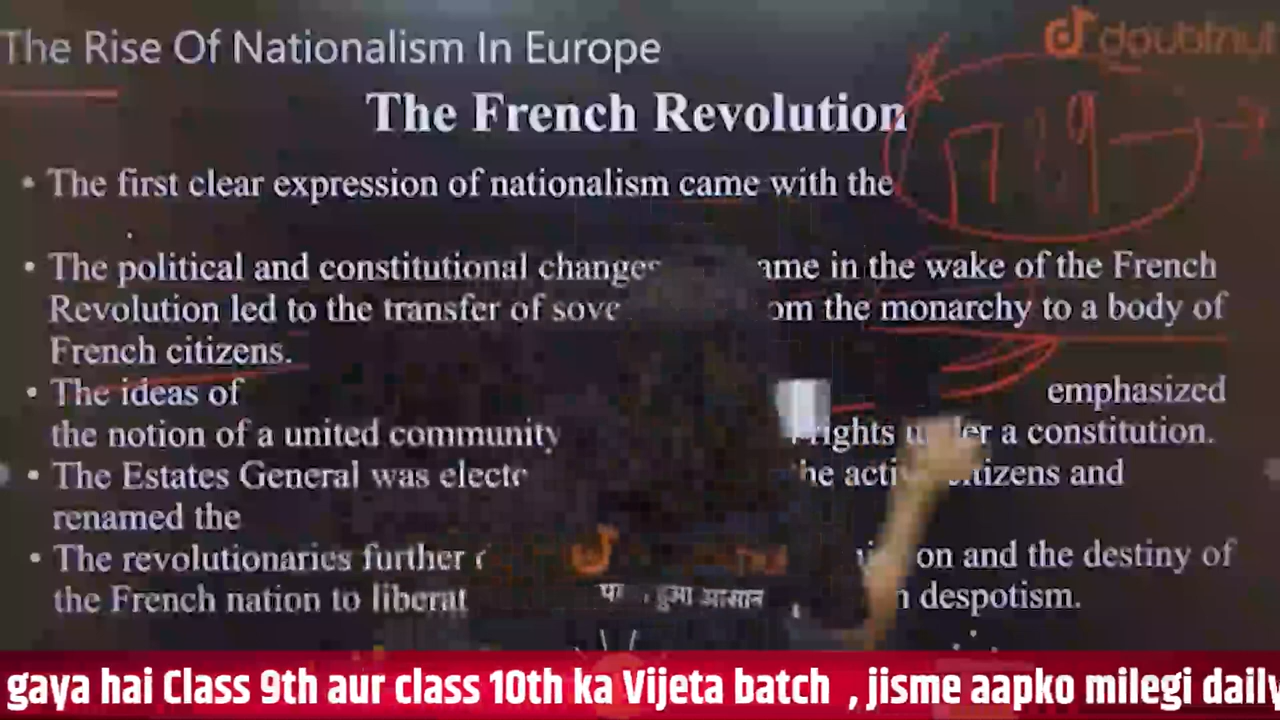 The Rise Of Nationalism In Europe
doubtnut
The French Revolution
1789
• The first clear expression of nationalism came with the
• The political and constitutional changes ame in the wake of the French
Revolution led to the transfer of sove om the monarchy to a body of
French citizens.
• The ideas of emphasized
the notion of a united community rights under a constitution.
• The Estates General was electe he active citizens and
renamed the
• The revolutionaries further on and the destiny of
the French nation to liberat despotism.
हुआ आसान
gaya hai Class 9th aur class 10th ka Vijeta batch , jisme aapko milegi daily